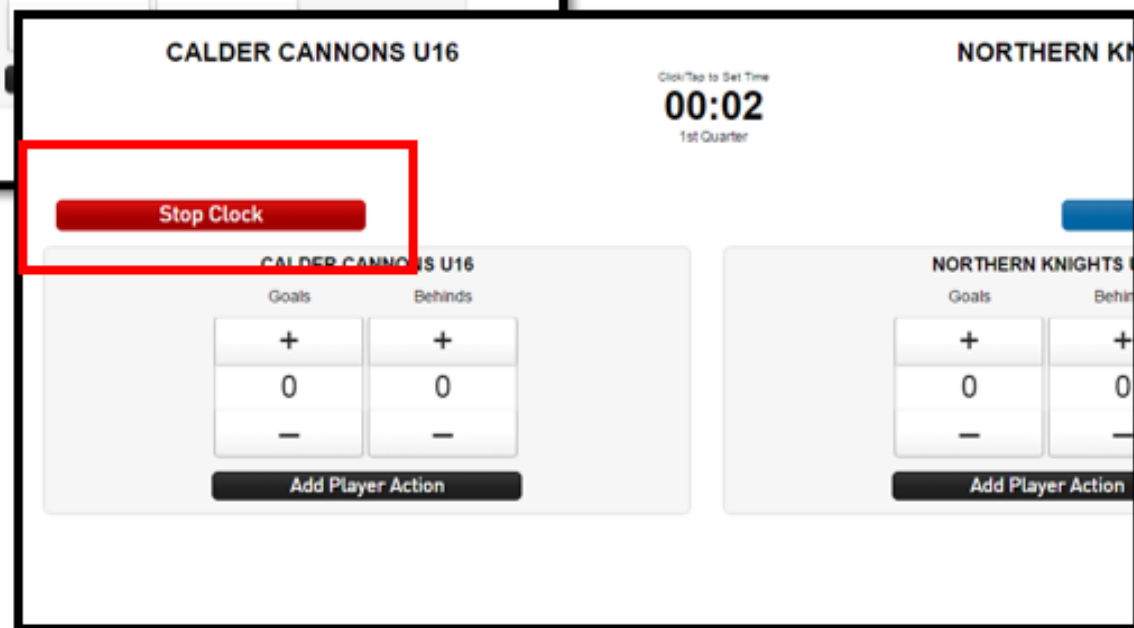 CALDER CANNONS U16
NORTHERN
Click/Tap to Set Time
00:02
1st Quarter
Stop Clock
CALDER CANNONS U16
NORTHERN KNIGHTS
Goals Behinds
Goals
+ +
+ +
0 0
0 0
− −
− −
Add Player Action
Add Player Action